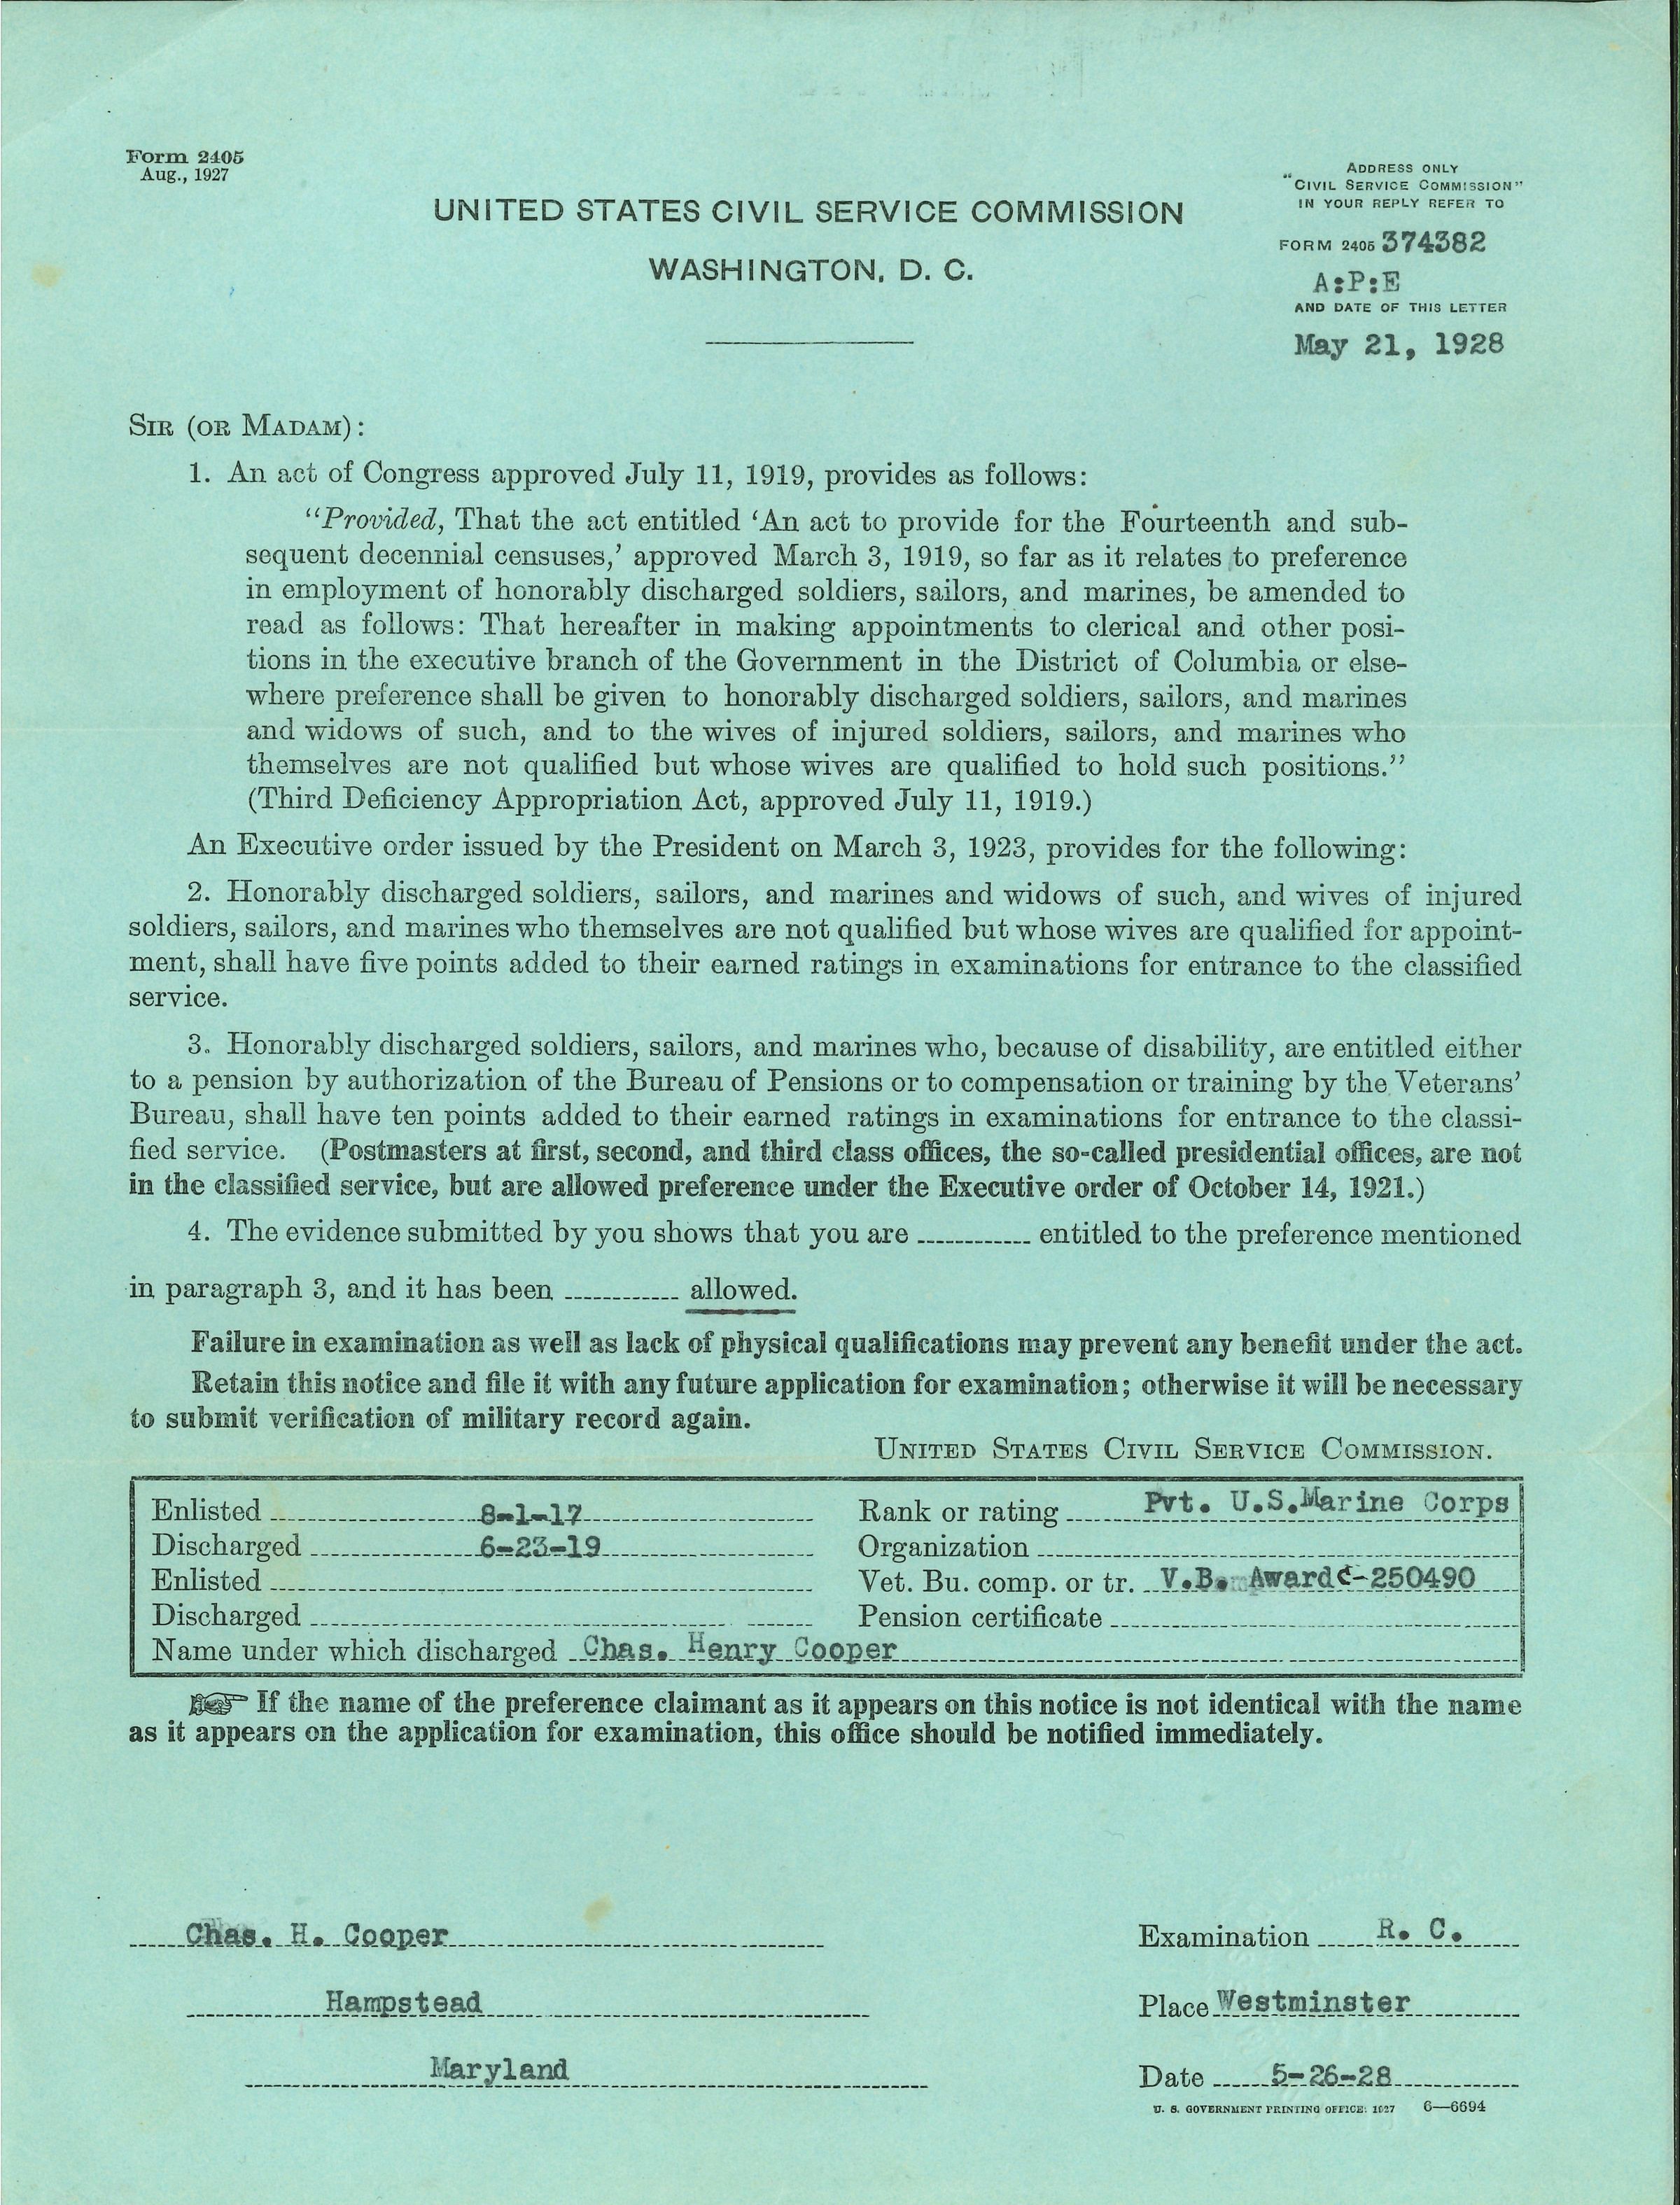 Form 2405
Aug., 1927
UNITED STATES CIVIL SERVICE COMMISSION
WASHINGTON, D. C.
ADDRESS ONLY
"CIVIL SERVICE COMMISSION"
IN YOUR REPLY REFER TO
FORM 2405 374382
A:P:E
AND DATE OF THIS LETTER
May 21, 1928
SIR (OR MADAM):
1. An act of Congress approved July 11, 1919, provides as follows:
"Provided, That the act entitled 'An act to provide for the Fourteenth and sub-
sequent decennial censuses,' approved March 3, 1919, so far as it relates to preference
in employment of honorably discharged soldiers, sailors, and marines, be amended to
read as follows: That hereafter in making appointments to clerical and other posi-
tions in the executive branch of the Government in the District of Columbia or else-
where preference shall be given to honorably discharged soldiers, sailors, and marines
and widows of such, and to the wives of injured soldiers, sailors, and marines who
themselves are not qualified but whose wives are qualified to hold such positions."
(Third Deficiency Appropriation Act, approved July 11, 1919.)
An Executive order issued by the President on March 3, 1923, provides for the following:
2. Honorably discharged soldiers, sailors, and marines and widows of such, and wives of injured
soldiers, sailors, and marines who themselves are not qualified but whose wives are qualified for appoint-
ment, shall have five points added to their earned ratings in examinations for entrance to the classified
service.
3. Honorably discharged soldiers, sailors, and marines who, because of disability, are entitled either
to a pension by authorization of the Bureau of Pensions or to compensation or training by the Veterans'
Bureau, shall have ten points added to their earned ratings in examinations for entrance to the classi-
fied service. (Postmasters at first, second, and third class offices, the so-called presidential offices, are not
in the classified service, but are allowed preference under the Executive order of October 14, 1921.)
4. The evidence submitted by you shows that you are ............ entitled to the preference mentioned
in paragraph 3, and it has been ............ allowed.
Failure in examination as well as lack of physical qualifications may prevent any benefit under the act.
Retain this notice and file it with any future application for examination; otherwise it will be necessary
to submit verification of military record again.
UNITED STATES CIVIL SERVICE COMMISSION.
Enlisted 8-1-17 Rank or rating Pvt. U.S.Marine Corps
Discharged 6-23-19 Organization
Enlisted Vet. Bu. comp. or tr. V.B. Award C-250490
Discharged Pension certificate
Name under which discharged Chas. Henry Cooper
☞ If the name of the preference claimant as it appears on this notice is not identical with the name
as it appears on the application for examination, this office should be notified immediately.
Chas. H. Cooper Examination R. C.
Hampstead Place Westminster
Maryland Date 5-26-28
U. S. GOVERNMENT PRINTING OFFICE: 1927 6—6694